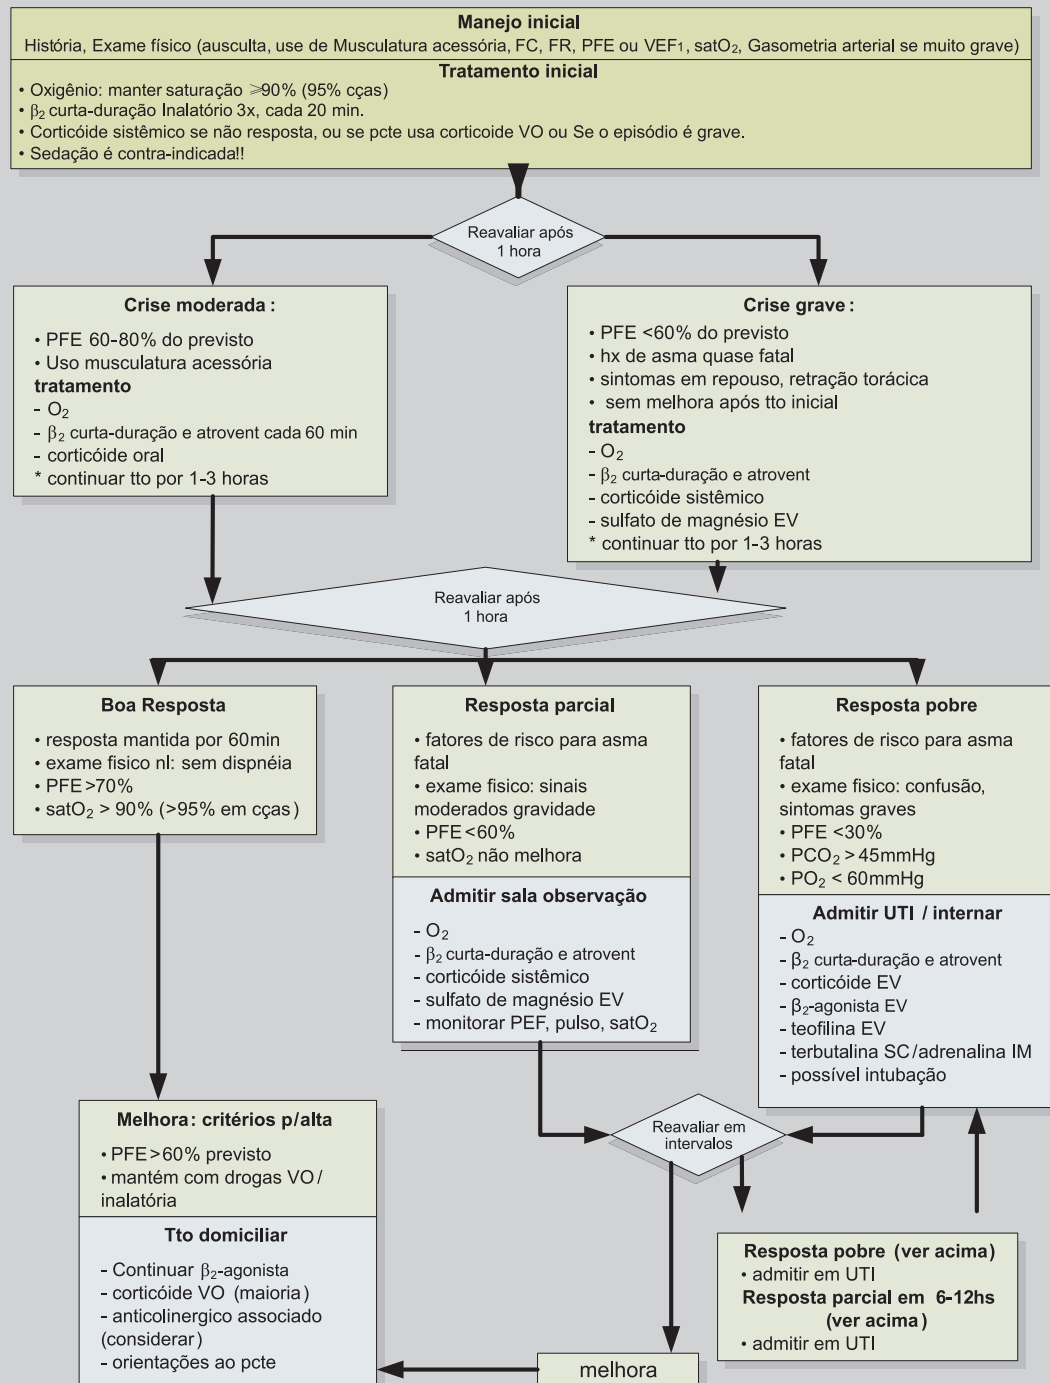 Manejo inicial
História, Exame físico (ausculta, use de Musculatura acessória, FC, FR, PFE ou VEF1, satO2, Gasometria arterial se muito grave)
Tratamento inicial
• Oxigênio: manter saturação ⩾90% (95% cças)
• β2 curta-duração Inalatório 3x, cada 20 min.
• Corticóide sistêmico se não resposta, ou se pcte usa corticoide VO ou Se o episódio é grave.
• Sedação é contra-indicada!!
Reavaliar após
1 hora
Crise moderada :
• PFE 60-80% do previsto
• Uso musculatura acessória
tratamento
- O2
- β2 curta-duração e atrovent cada 60 min
- corticóide oral
* continuar tto por 1-3 horas
Crise grave :
• PFE <60% do previsto
• hx de asma quase fatal
• sintomas em repouso, retração torácica
• sem melhora após tto inicial
tratamento
- O2
- β2 curta-duração e atrovent
- corticóide sistêmico
- sulfato de magnésio EV
* continuar tto por 1-3 horas
Reavaliar após
1 hora
Boa Resposta
• resposta mantida por 60min
• exame fisico nl: sem dispnéia
• PFE >70%
• satO2 > 90% (>95% em cças)
Resposta parcial
• fatores de risco para asma
fatal
• exame fisico: sinais
moderados gravidade
• PFE <60%
• satO2 não melhora
Admitir sala observação
- O2
- β2 curta-duração e atrovent
- corticóide sistêmico
- sulfato de magnésio EV
- monitorar PEF, pulso, satO2
Resposta pobre
• fatores de risco para asma
fatal
• exame fisico: confusão,
sintomas graves
• PFE <30%
• PCO2 > 45mmHg
• PO2 < 60mmHg
Admitir UTI / internar
- O2
- β2 curta-duração e atrovent
- corticóide EV
- β2-agonista EV
- teofilina EV
- terbutalina SC/adrenalina IM
- possível intubação
Melhora: critérios p/alta
• PFE >60% previsto
• mantém com drogas VO/
inalatória
Tto domiciliar
- Continuar β2-agonista
- corticóide VO (maioria)
- anticolinergico associado
(considerar)
- orientações ao pcte
Reavaliar em
intervalos
Resposta pobre (ver acima)
• admitir em UTI
Resposta parcial em 6-12hs
(ver acima)
• admitir em UTI
melhora